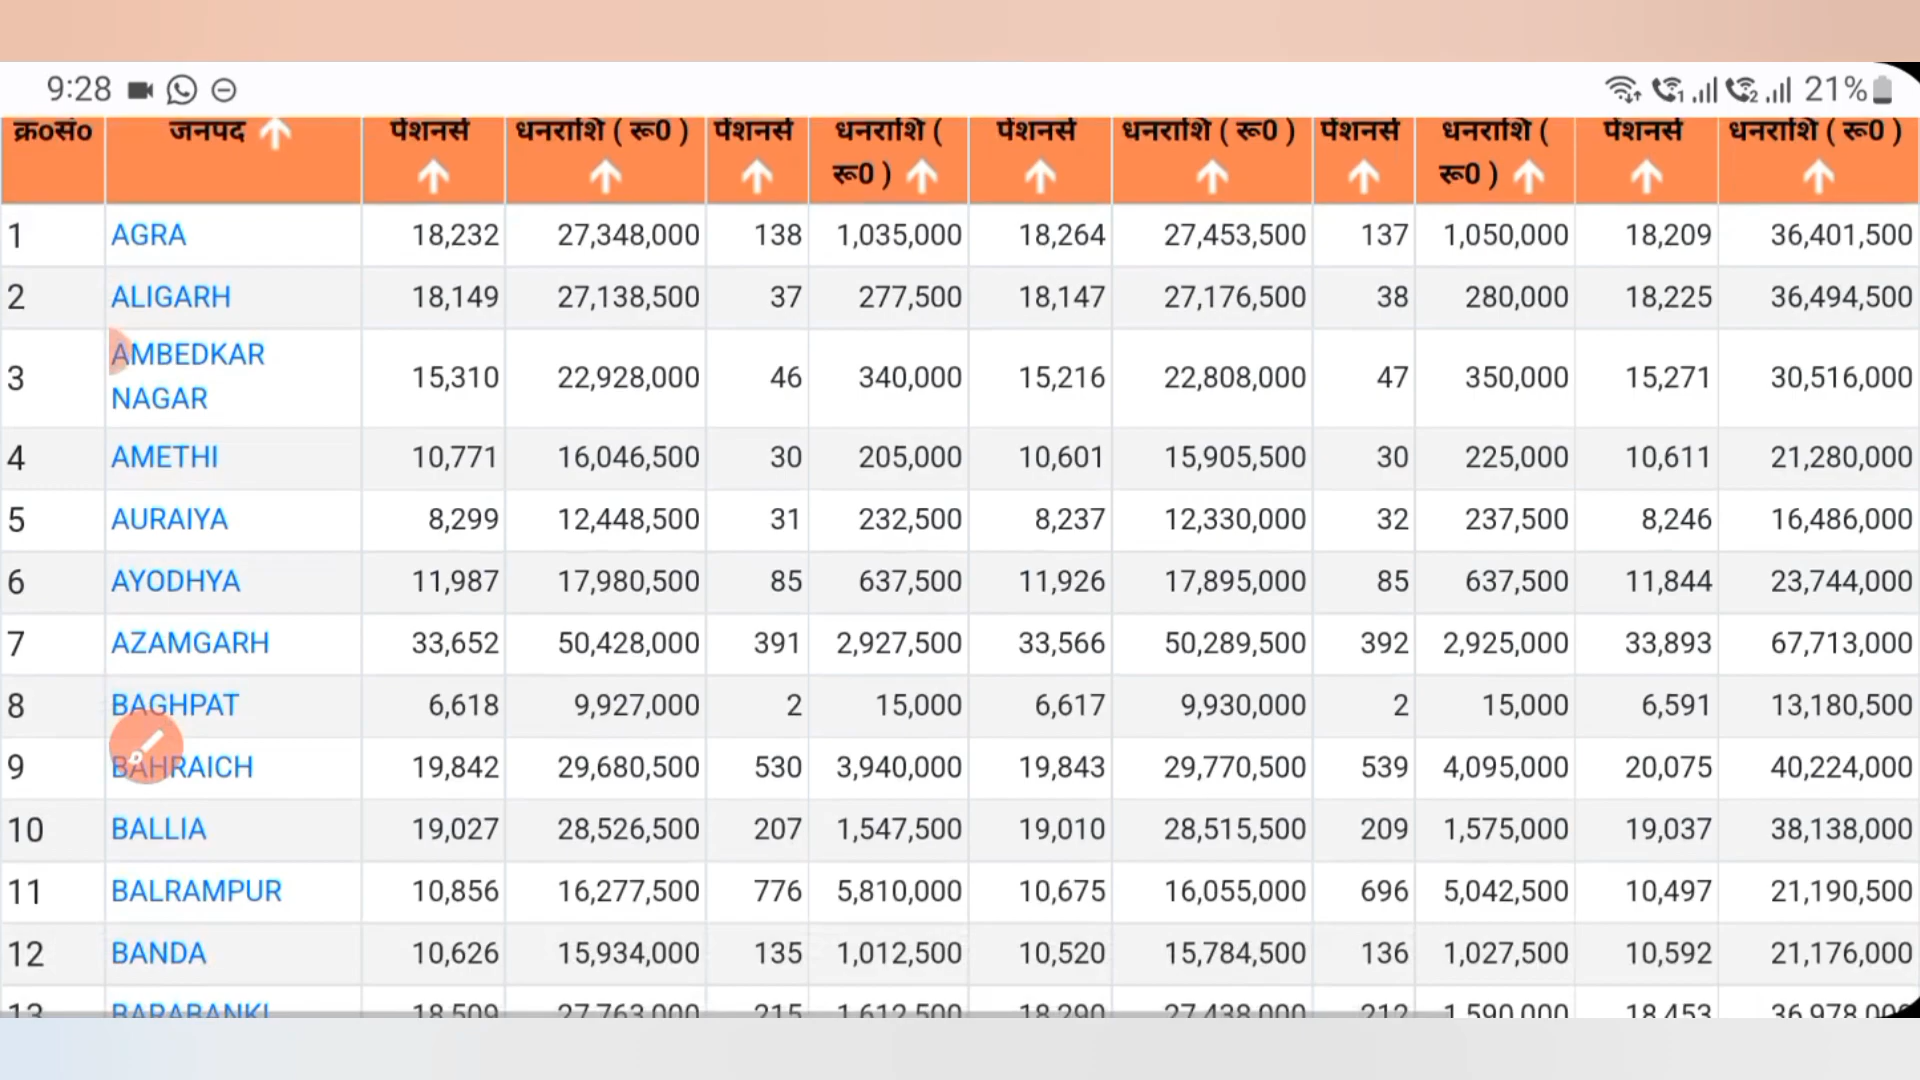 9:28 21%
क्र०सं० जनपद पेंशनर्स धनराशि ( रू0 ) पेंशनर्स धनराशि ( रू0 ) पेंशनर्स धनराशि ( रू0 ) पेंशनर्स धनराशि ( रू0 ) पेंशनर्स धनराशि ( रू0 )
1 AGRA 18,232 27,348,000 138 1,035,000 18,264 27,453,500 137 1,050,000 18,209 36,401,500
2 ALIGARH 18,149 27,138,500 37 277,500 18,147 27,176,500 38 280,000 18,225 36,494,500
3 AMBEDKAR NAGAR 15,310 22,928,000 46 340,000 15,216 22,808,000 47 350,000 15,271 30,516,000
4 AMETHI 10,771 16,046,500 30 205,000 10,601 15,905,500 30 225,000 10,611 21,280,000
5 AURAIYA 8,299 12,448,500 31 232,500 8,237 12,330,000 32 237,500 8,246 16,486,000
6 AYODHYA 11,987 17,980,500 85 637,500 11,926 17,895,000 85 637,500 11,844 23,744,000
7 AZAMGARH 33,652 50,428,000 391 2,927,500 33,566 50,289,500 392 2,925,000 33,893 67,713,000
8 BAGHPAT 6,618 9,927,000 2 15,000 6,617 9,930,000 2 15,000 6,591 13,180,500
9 BAHRAICH 19,842 29,680,500 530 3,940,000 19,843 29,770,500 539 4,095,000 20,075 40,224,000
10 BALLIA 19,027 28,526,500 207 1,547,500 19,010 28,515,500 209 1,575,000 19,037 38,138,000
11 BALRAMPUR 10,856 16,277,500 776 5,810,000 10,675 16,055,000 696 5,042,500 10,497 21,190,500
12 BANDA 10,626 15,934,000 135 1,012,500 10,520 15,784,500 136 1,027,500 10,592 21,176,000
13 BARABANKI 18,509 27,763,000 215 1,612,500 18,290 27,438,000 212 1,590,000 18,453